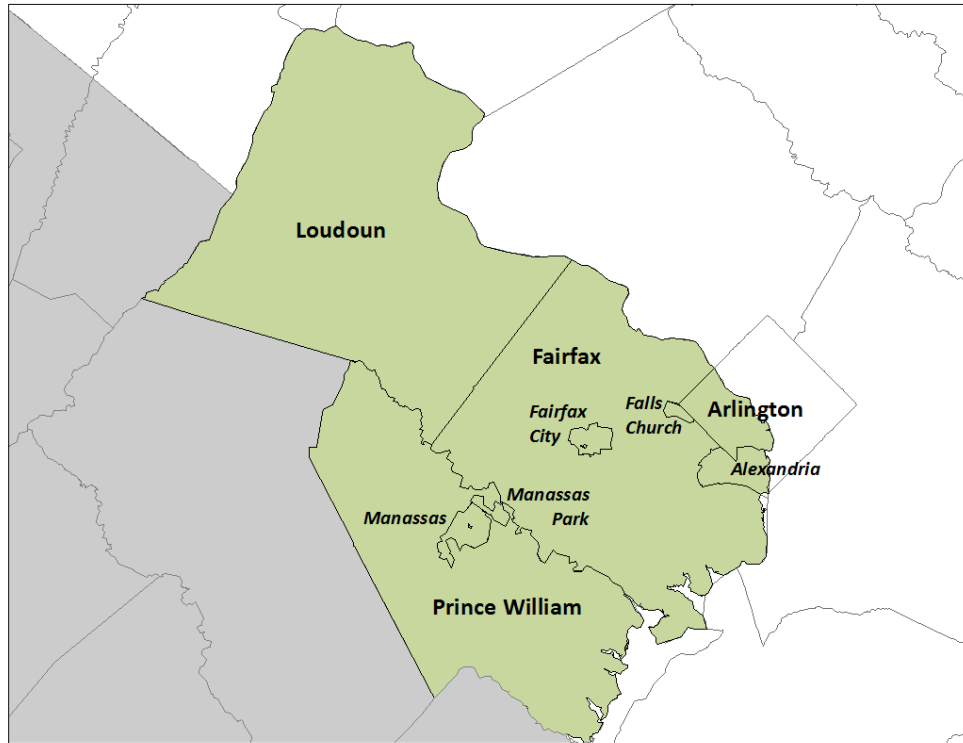 Loudoun
Fairfax
Fairfax
City
Falls
Church
Arlington
Alexandria
Manassas
Manassas
Park
Prince William